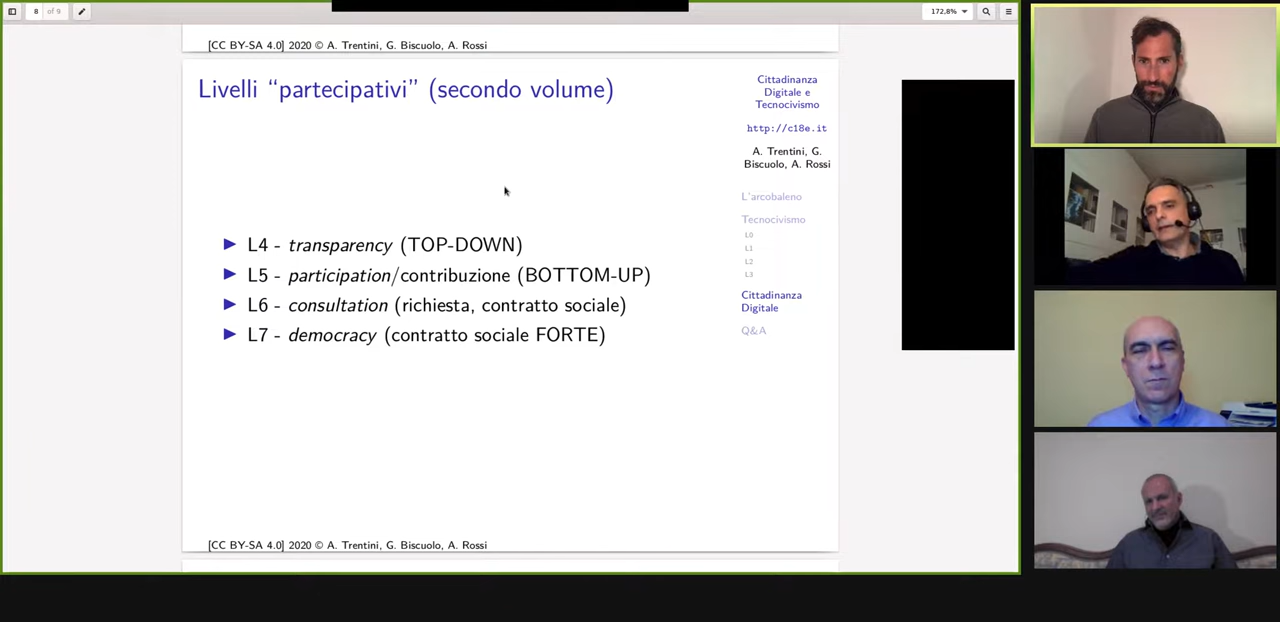 8 of 9
172,8%
[CC BY-SA 4.0] 2020 © A. Trentini, G. Biscuolo, A. Rossi
Livelli “partecipativi” (secondo volume)
L4 - transparency (TOP-DOWN)
L5 - participation/contribuzione (BOTTOM-UP)
L6 - consultation (richiesta, contratto sociale)
L7 - democracy (contratto sociale FORTE)
Cittadinanza
Digitale e
Tecnocivismo
http://c18e.it
A. Trentini, G.
Biscuolo, A. Rossi
L'arcobaleno
Tecnocivismo
L0
L1
L2
L3
Cittadinanza
Digitale
Q&A
[CC BY-SA 4.0] 2020 © A. Trentini, G. Biscuolo, A. Rossi